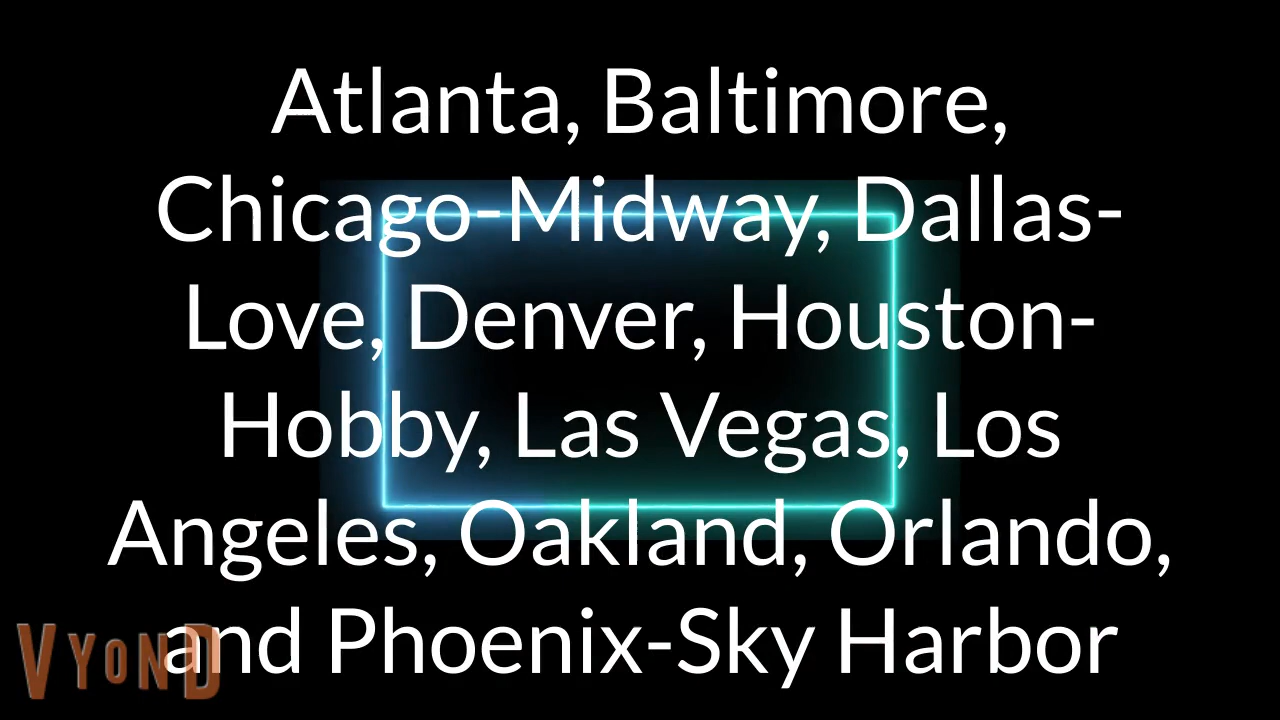 Atlanta, Baltimore,
Chicago-Midway, Dallas-
Love, Denver, Houston-
Hobby, Las Vegas, Los
Angeles, Oakland, Orlando,
and Phoenix-Sky Harbor
VYOND